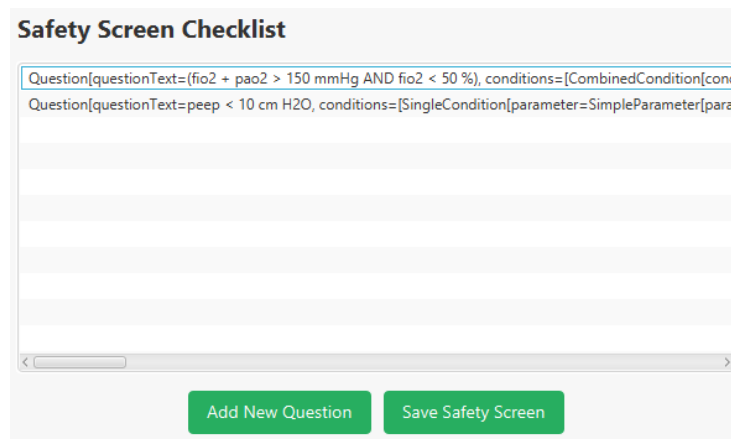 Safety Screen Checklist
Question[questionText=(fio2 + pao2 > 150 mmHg AND fio2 < 50 %), conditions=[CombinedCondition[con
Question[questionText=peep < 10 cm H2O, conditions=[SingleCondition[parameter=SimpleParameter[para
Add New Question
Save Safety Screen